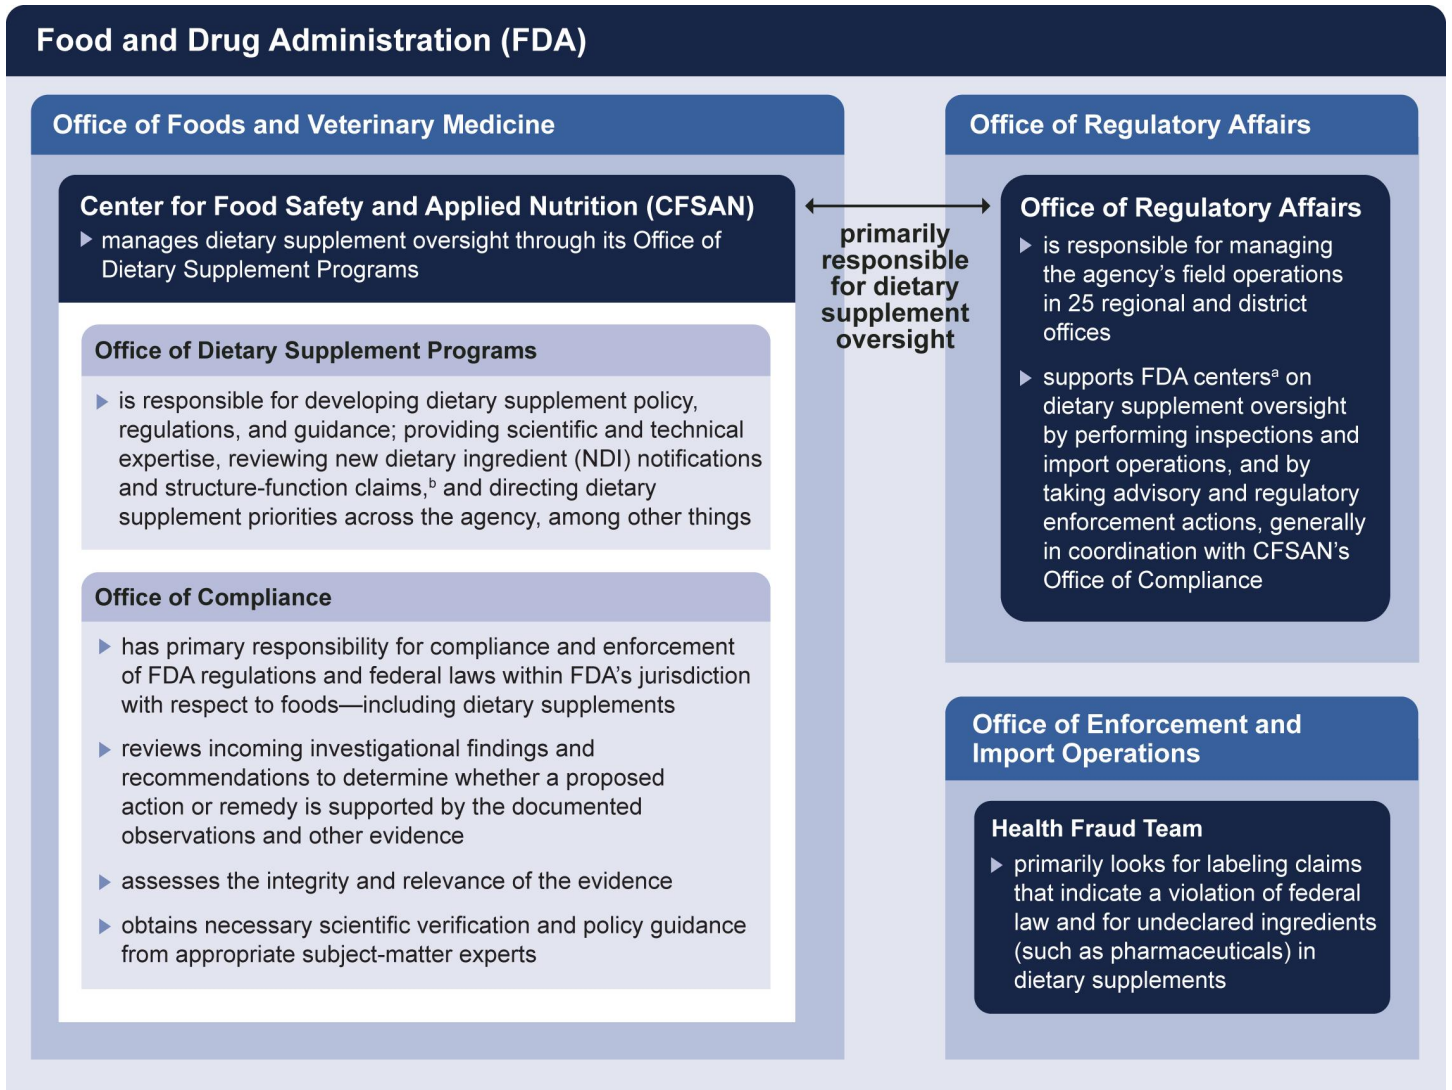 Food and Drug Administration (FDA)
Office of Foods and Veterinary Medicine
Center for Food Safety and Applied Nutrition (CFSAN)
manages dietary supplement oversight through its Office of
Dietary Supplement Programs
Office of Dietary Supplement Programs
is responsible for developing dietary supplement policy,
regulations, and guidance; providing scientific and technical
expertise, reviewing new dietary ingredient (NDI) notifications
and structure-function claims,ᵇ and directing dietary
supplement priorities across the agency, among other things
Office of Compliance
has primary responsibility for compliance and enforcement
of FDA regulations and federal laws within FDA’s jurisdiction
with respect to foods—including dietary supplements
reviews incoming investigational findings and
recommendations to determine whether a proposed
action or remedy is supported by the documented
observations and other evidence
assesses the integrity and relevance of the evidence
obtains necessary scientific verification and policy guidance
from appropriate subject-matter experts
primarily
responsible
for dietary
supplement
oversight
Office of Regulatory Affairs
Office of Regulatory Affairs
is responsible for managing
the agency’s field operations
in 25 regional and district
offices
supports FDA centersᵃ on
dietary supplement oversight
by performing inspections and
import operations, and by
taking advisory and regulatory
enforcement actions, generally
in coordination with CFSAN’s
Office of Compliance
Office of Enforcement and
Import Operations
Health Fraud Team
primarily looks for labeling claims
that indicate a violation of federal
law and for undeclared ingredients
(such as pharmaceuticals) in
dietary supplements